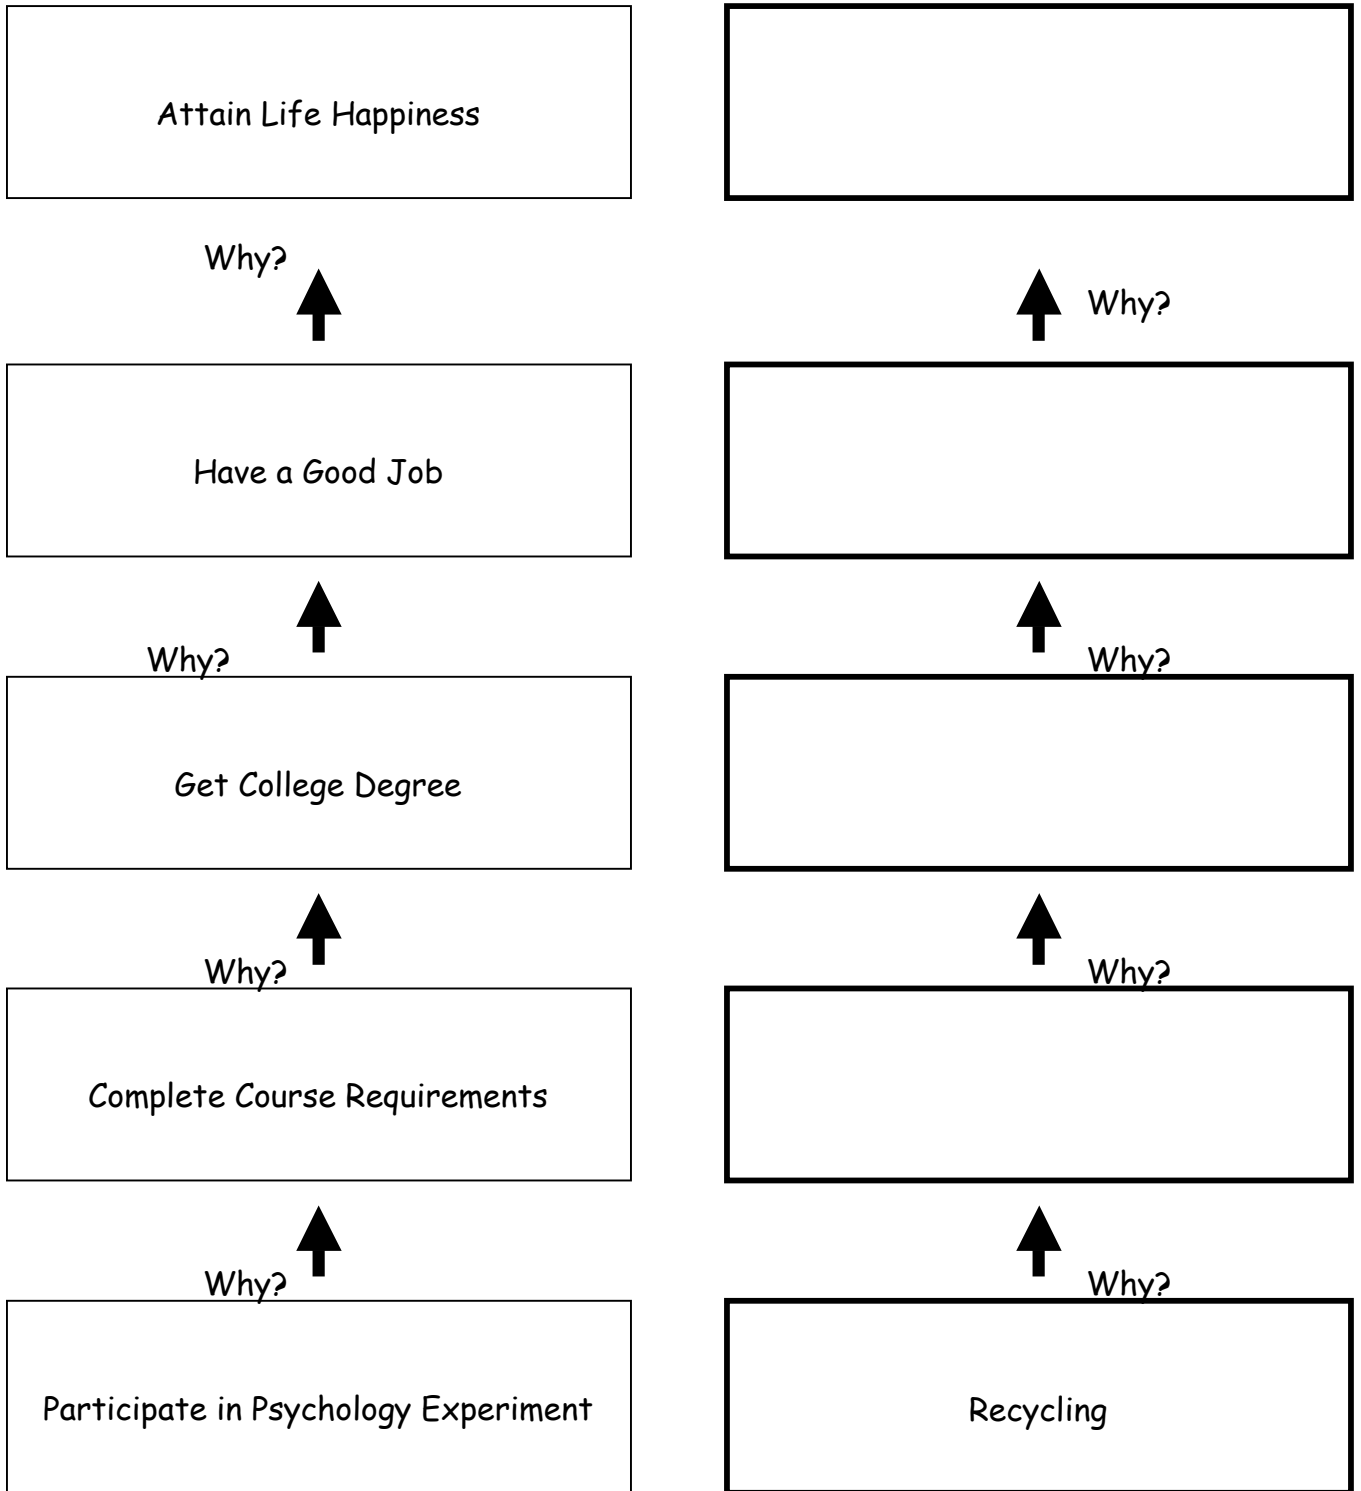 Attain Life Happiness
Why?
Why?
Have a Good Job
Why?
Why?
Get College Degree
Why?
Why?
Complete Course Requirements
Why?
Why?
Participate in Psychology Experiment
Recycling